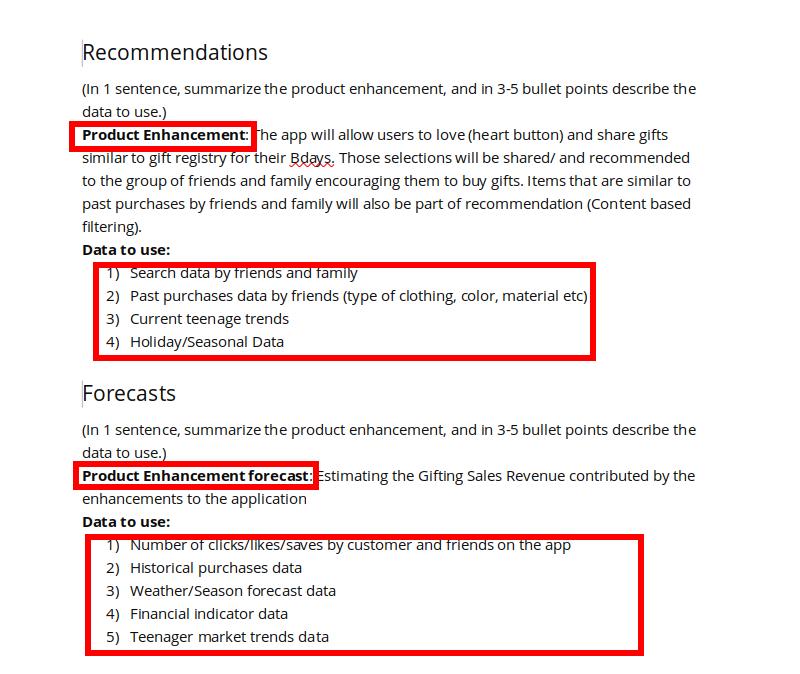 Recommendations
(In 1 sentence, summarize the product enhancement, and in 3-5 bullet points describe the
data to use.)
Product Enhancement: The app will allow users to love (heart button) and share gifts
similar to gift registry for their Bdays. Those selections will be shared/ and recommended
to the group of friends and family encouraging them to buy gifts. Items that are similar to
past purchases by friends and family will also be part of recommendation (Content based
filtering).
Data to use:
1) Search data by friends and family
2) Past purchases data by friends (type of clothing, color, material etc)
3) Current teenage trends
4) Holiday/Seasonal Data
Forecasts
(In 1 sentence, summarize the product enhancement, and in 3-5 bullet points describe the
data to use.)
Product Enhancement forecast: Estimating the Gifting Sales Revenue contributed by the
enhancements to the application
Data to use:
1) Number of clicks/likes/saves by customer and friends on the app
2) Historical purchases data
3) Weather/Season forecast data
4) Financial indicator data
5) Teenager market trends data